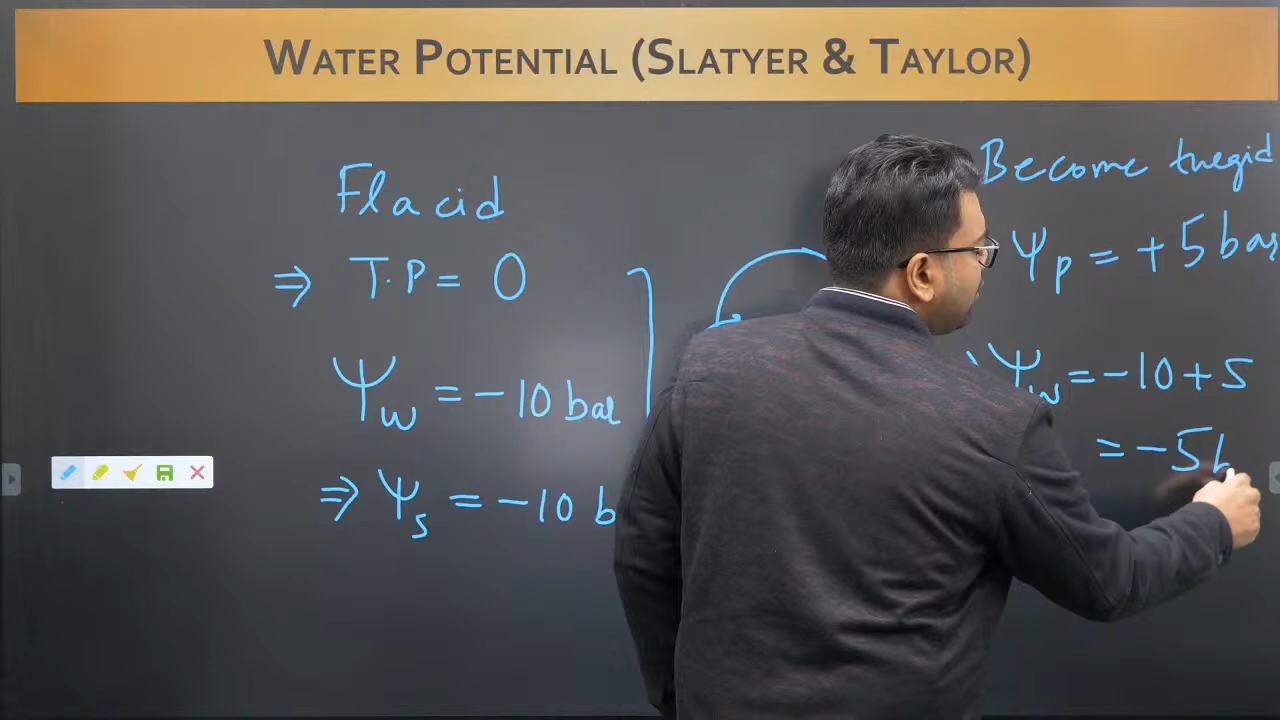 WATER POTENTIAL (SLATYER & TAYLOR)
Flacid
⇒ T.P = 0
Ψw = -10 bar
⇒ Ψs = -10 b
Become turgid
Ψp = +5 bar
Ψw = -10 + 5
= -5 b